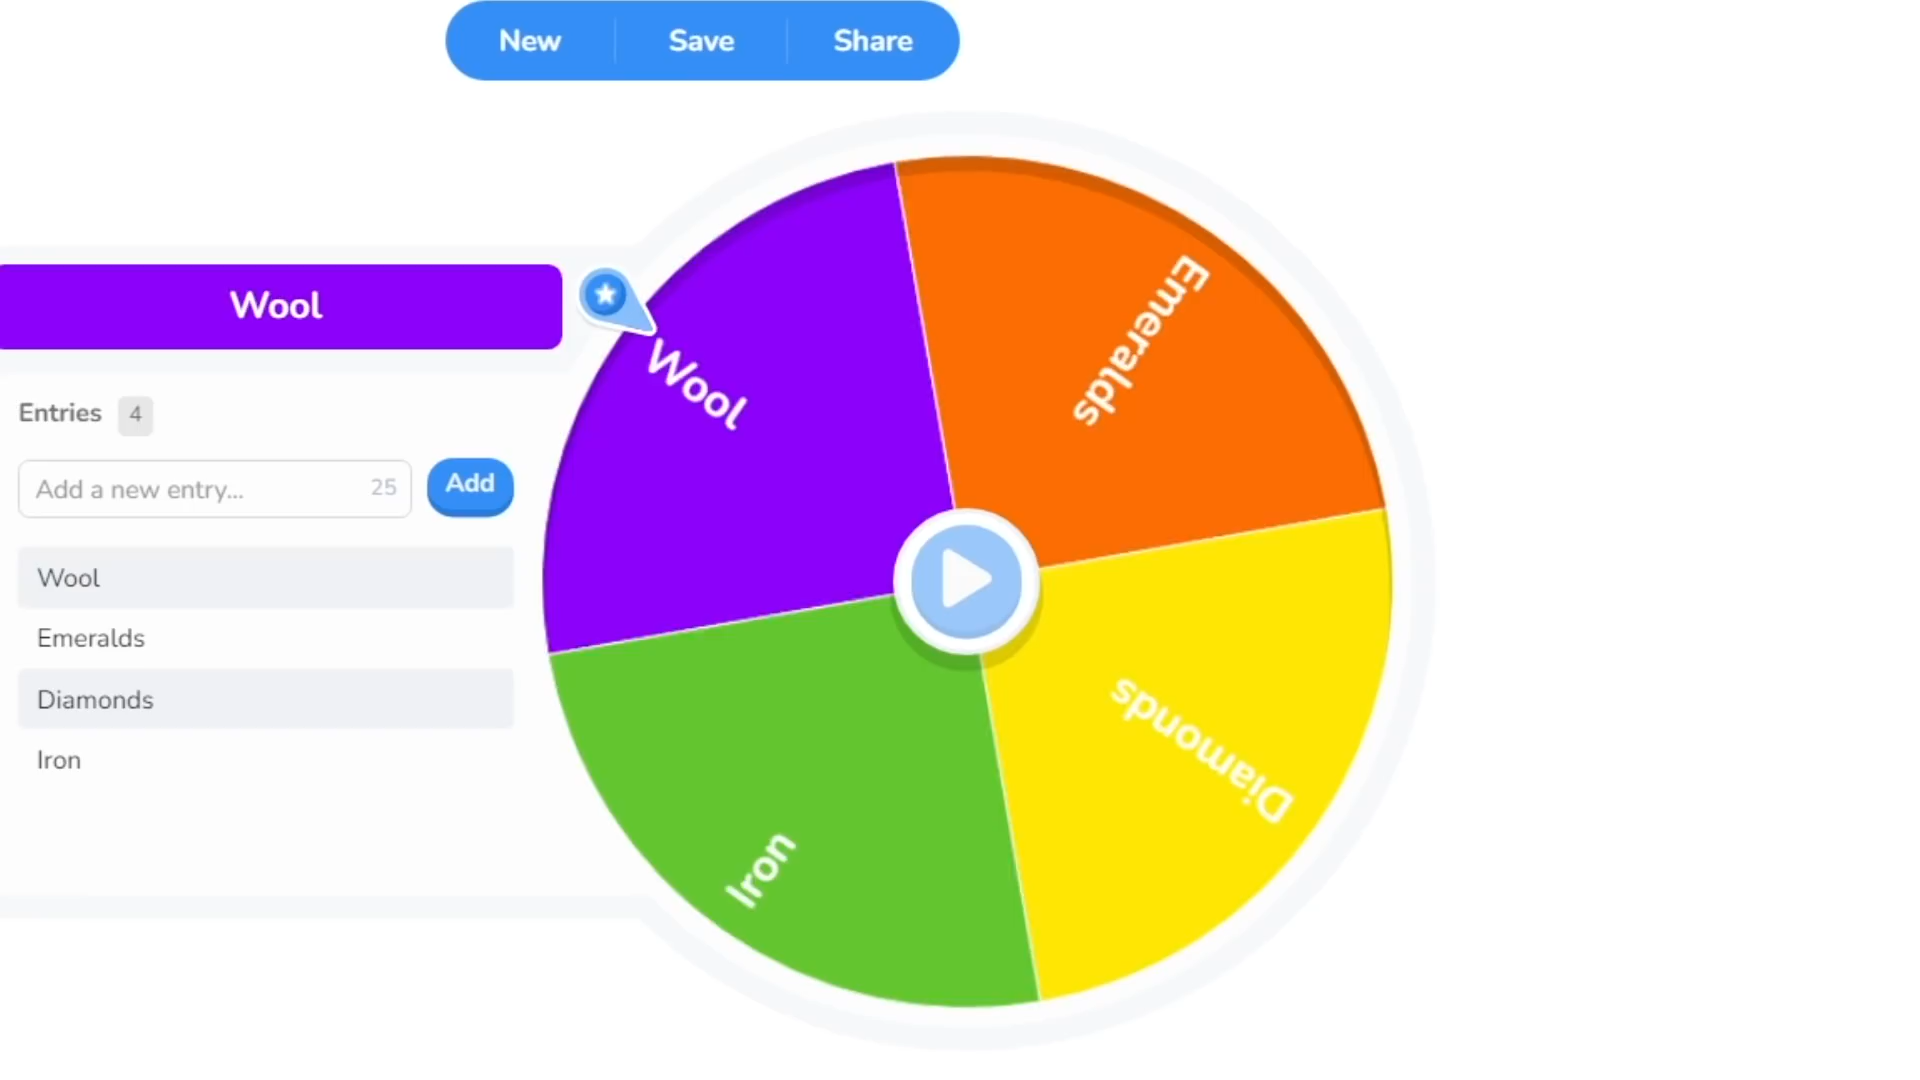 New Save Share
Wool
Entries 4
Add a new entry... 25 Add
Wool
Emeralds
Diamonds
Iron
Wool
Emeralds
Diamonds
Iron